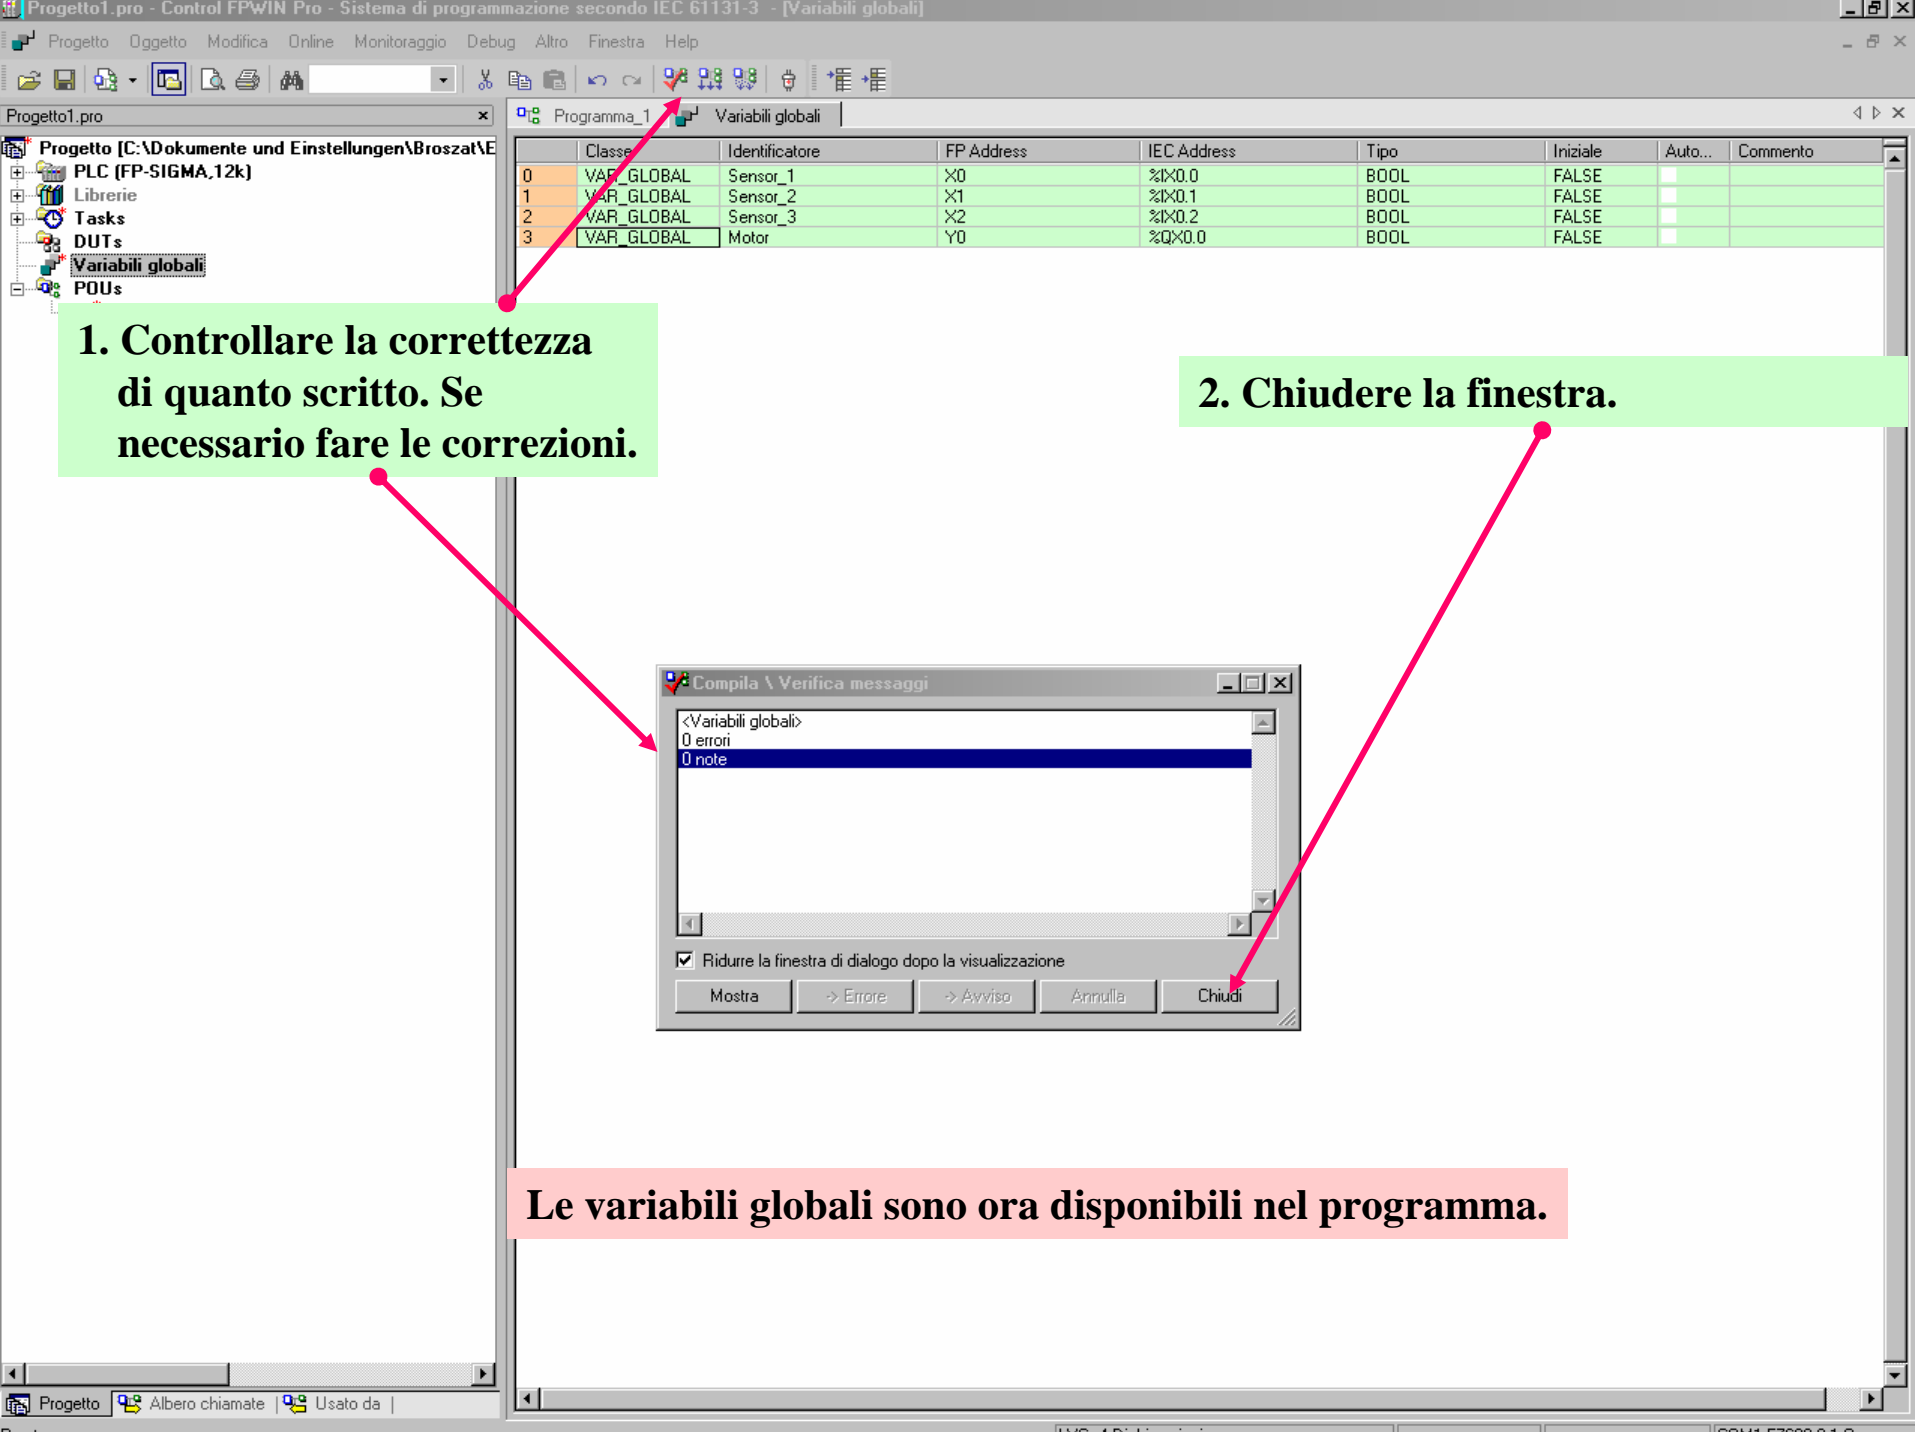 Progetto1.pro - Control FPWIN Pro - Sistema di programmazione secondo IEC 61131-3 - [Variabili globali]
Progetto Oggetto Modifica Online Monitoraggio Debug Altro Finestra Help
Progetto1.pro
Programma_1 Variabili globali
Progetto [C:\Dokumente und Einstellungen\Broszat\E
PLC (FP-SIGMA,12k)
Librerie
Tasks
DUTs
Variabili globali
POUs
Classe Identificatore FP Address IEC Address Tipo Iniziale Auto... Commento
0 VAR_GLOBAL Sensor_1 X0 %IX0.0 BOOL FALSE
1 VAR_GLOBAL Sensor_2 X1 %IX0.1 BOOL FALSE
2 VAR_GLOBAL Sensor_3 X2 %IX0.2 BOOL FALSE
3 VAR_GLOBAL Motor Y0 %QX0.0 BOOL FALSE
1. Controllare la correttezza
di quanto scritto. Se
necessario fare le correzioni.
2. Chiudere la finestra.
Compila \ Verifica messaggi
<Variabili globali>
0 errori
0 note
Ridurre la finestra di dialogo dopo la visualizzazione
Mostra -> Errore -> Avviso Annulla Chiudi
Le variabili globali sono ora disponibili nel programma.
Progetto Albero chiamate Usato da